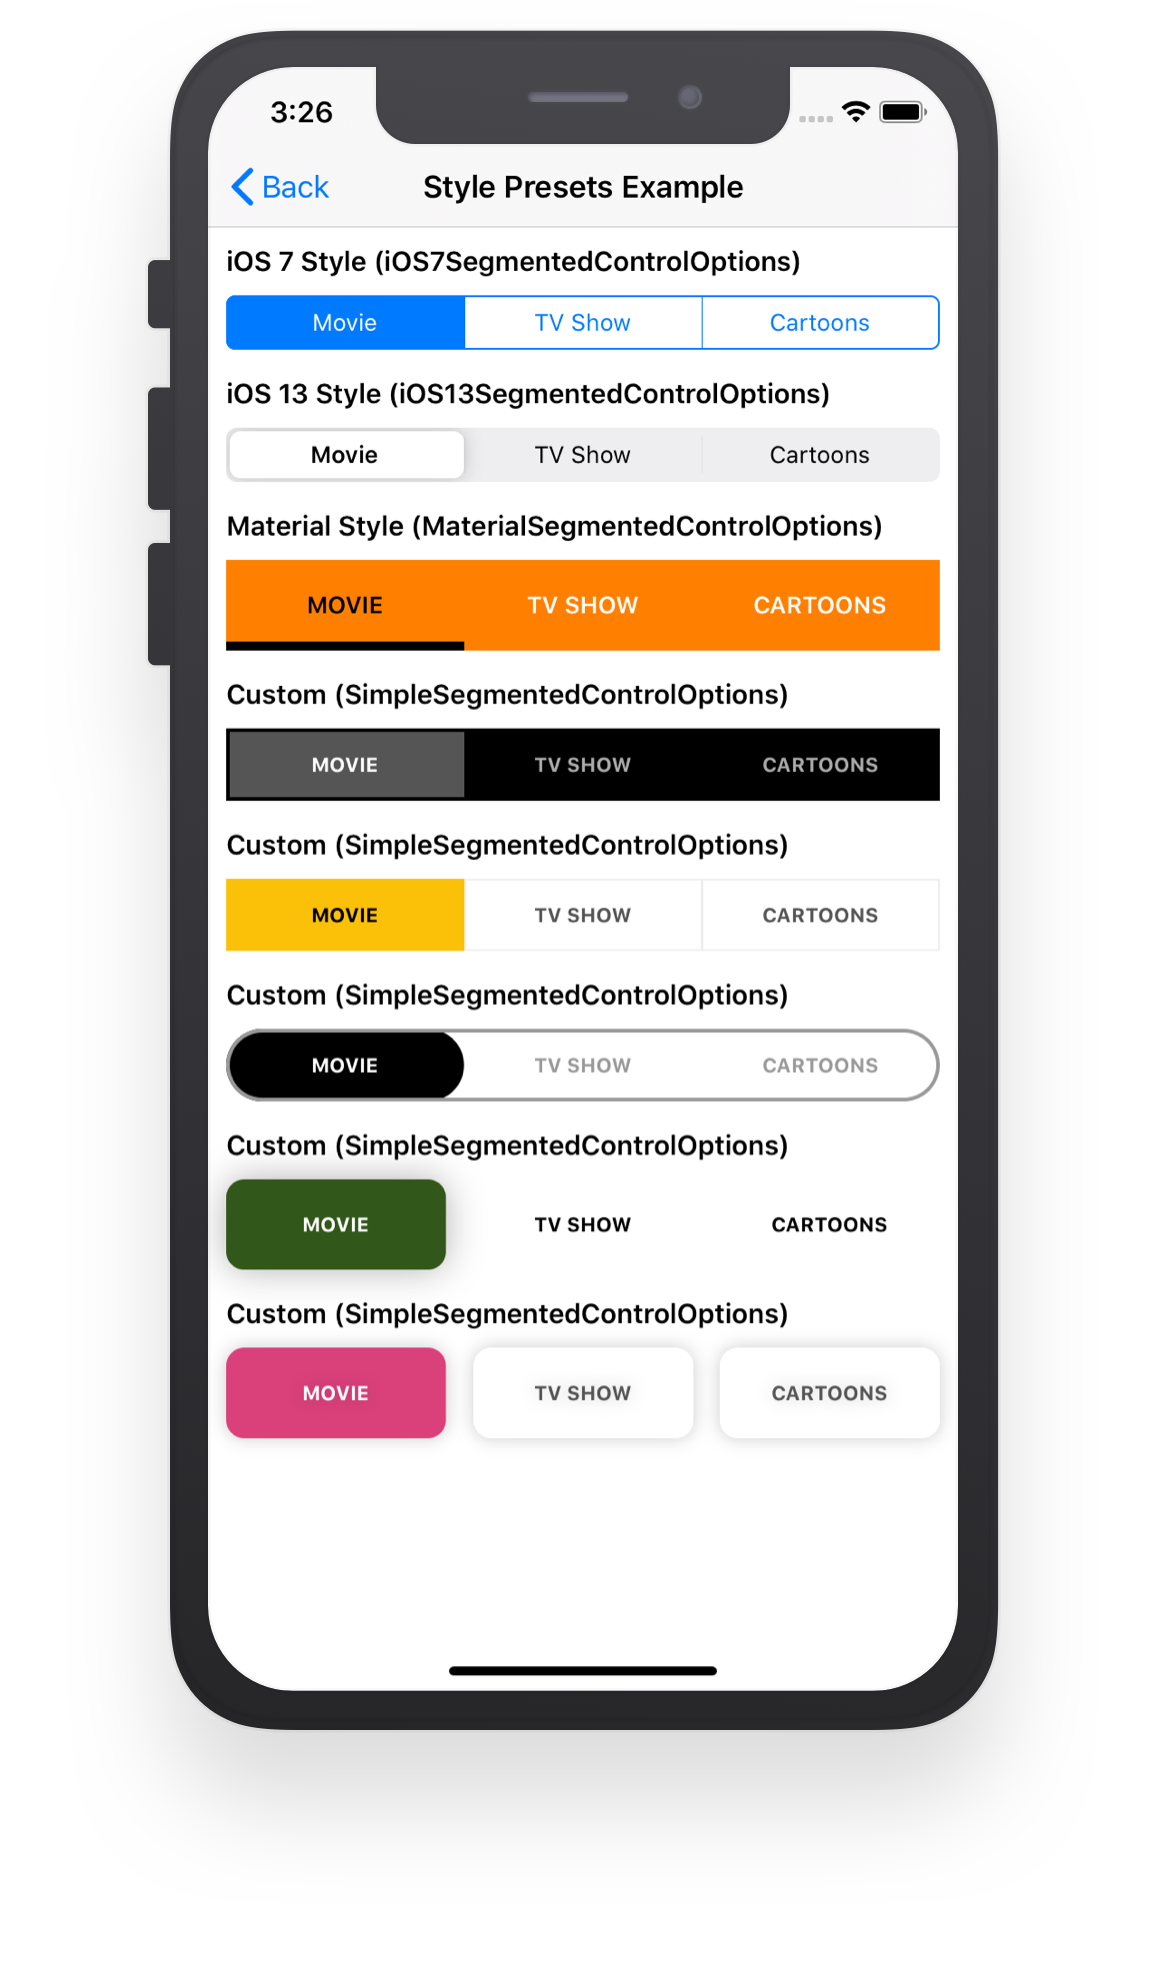 3:26
Back Style Presets Example
iOS 7 Style (iOS7SegmentedControlOptions)
Movie TV Show Cartoons
iOS 13 Style (iOS13SegmentedControlOptions)
Movie TV Show Cartoons
Material Style (MaterialSegmentedControlOptions)
MOVIE TV SHOW CARTOONS
Custom (SimpleSegmentedControlOptions)
MOVIE TV SHOW CARTOONS
Custom (SimpleSegmentedControlOptions)
MOVIE TV SHOW CARTOONS
Custom (SimpleSegmentedControlOptions)
MOVIE TV SHOW CARTOONS
Custom (SimpleSegmentedControlOptions)
MOVIE TV SHOW CARTOONS
Custom (SimpleSegmentedControlOptions)
MOVIE TV SHOW CARTOONS